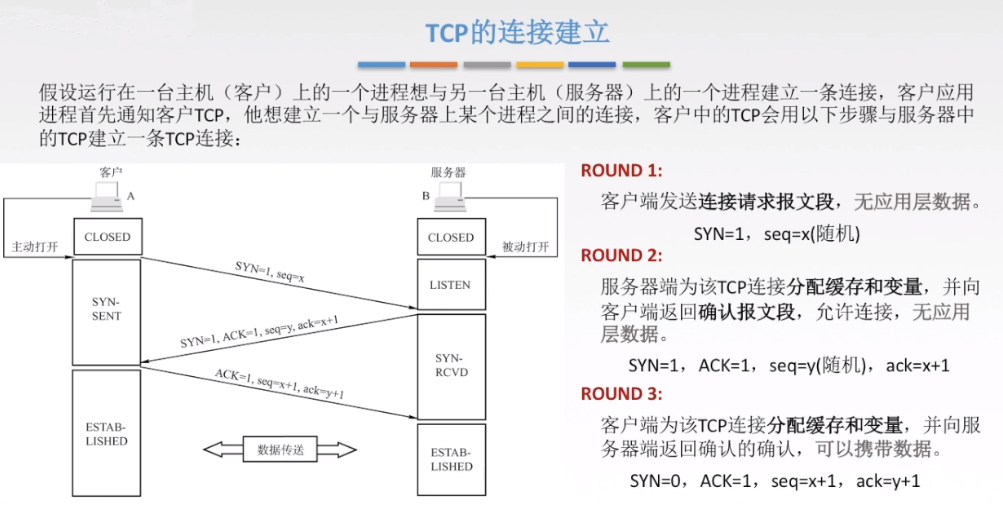 TCP的连接建立
假设运行在一台主机（客户）上的一个进程想与另一台主机（服务器）上的一个进程建立一条连接，客户应用
进程首先通知客户TCP，他想建立一个与服务器上某个进程之间的连接，客户中的TCP会用以下步骤与服务器中
的TCP建立一条TCP连接：
客户
A
服务器
B
主动打开
CLOSED
CLOSED
被动打开
SYN=1, seq=x
SYN-
SENT
LISTEN
SYN=1, ACK=1, seq=y, ack=x+1
SYN-
RCVD
ACK=1, seq=x+1, ack=y+1
ESTAB-
LISHED
数据传送
ESTAB-
LISHED
ROUND 1:
客户端发送连接请求报文段，无应用层数据。
SYN=1，seq=x(随机)
ROUND 2:
服务器端为该TCP连接分配缓存和变量，并向
客户端返回确认报文段，允许连接，无应用
层数据。
SYN=1，ACK=1，seq=y(随机)，ack=x+1
ROUND 3:
客户端为该TCP连接分配缓存和变量，并向服
务器端返回确认的确认，可以携带数据。
SYN=0，ACK=1，seq=x+1，ack=y+1